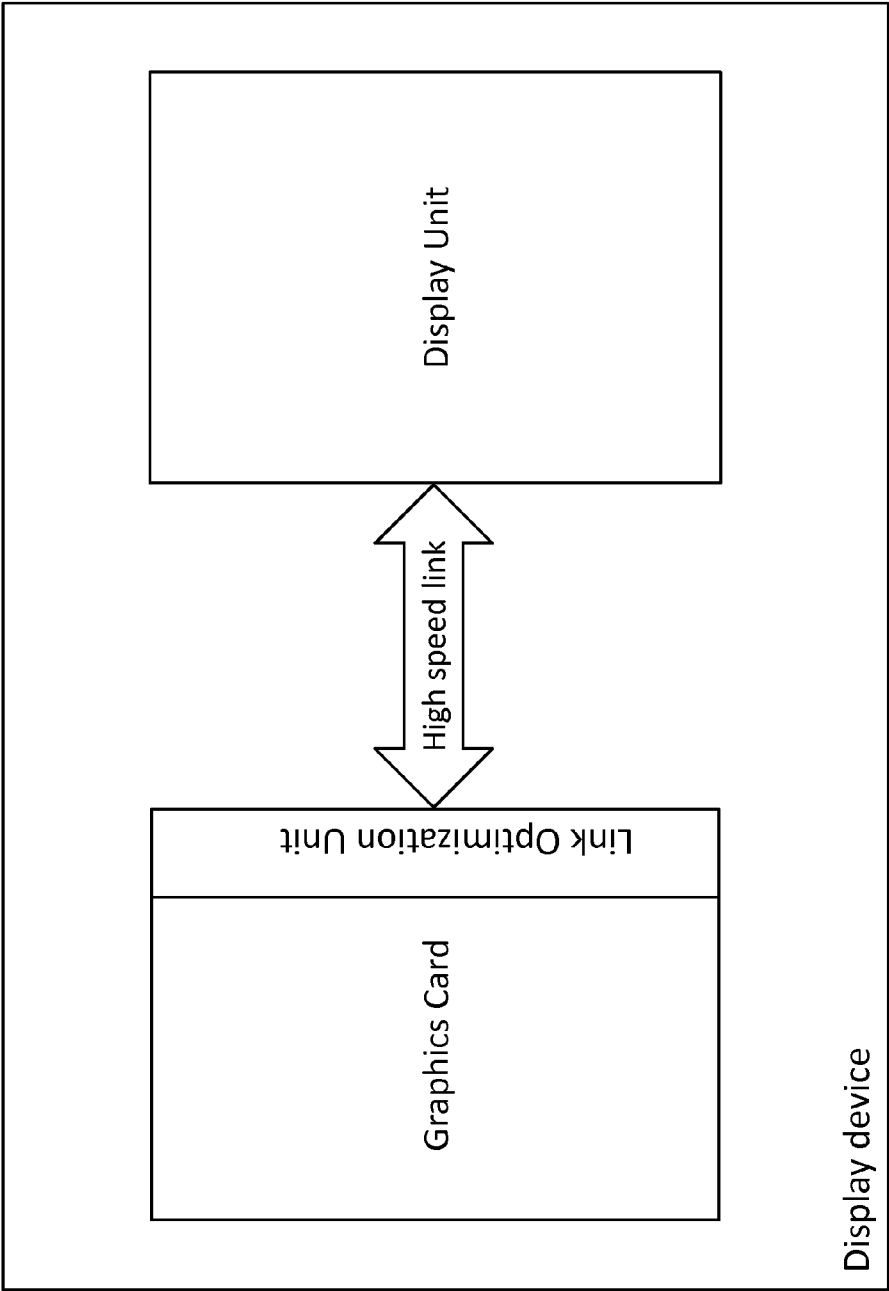 Graphics Card
Link Optimization Unit
High speed link
Display Unit
Display device